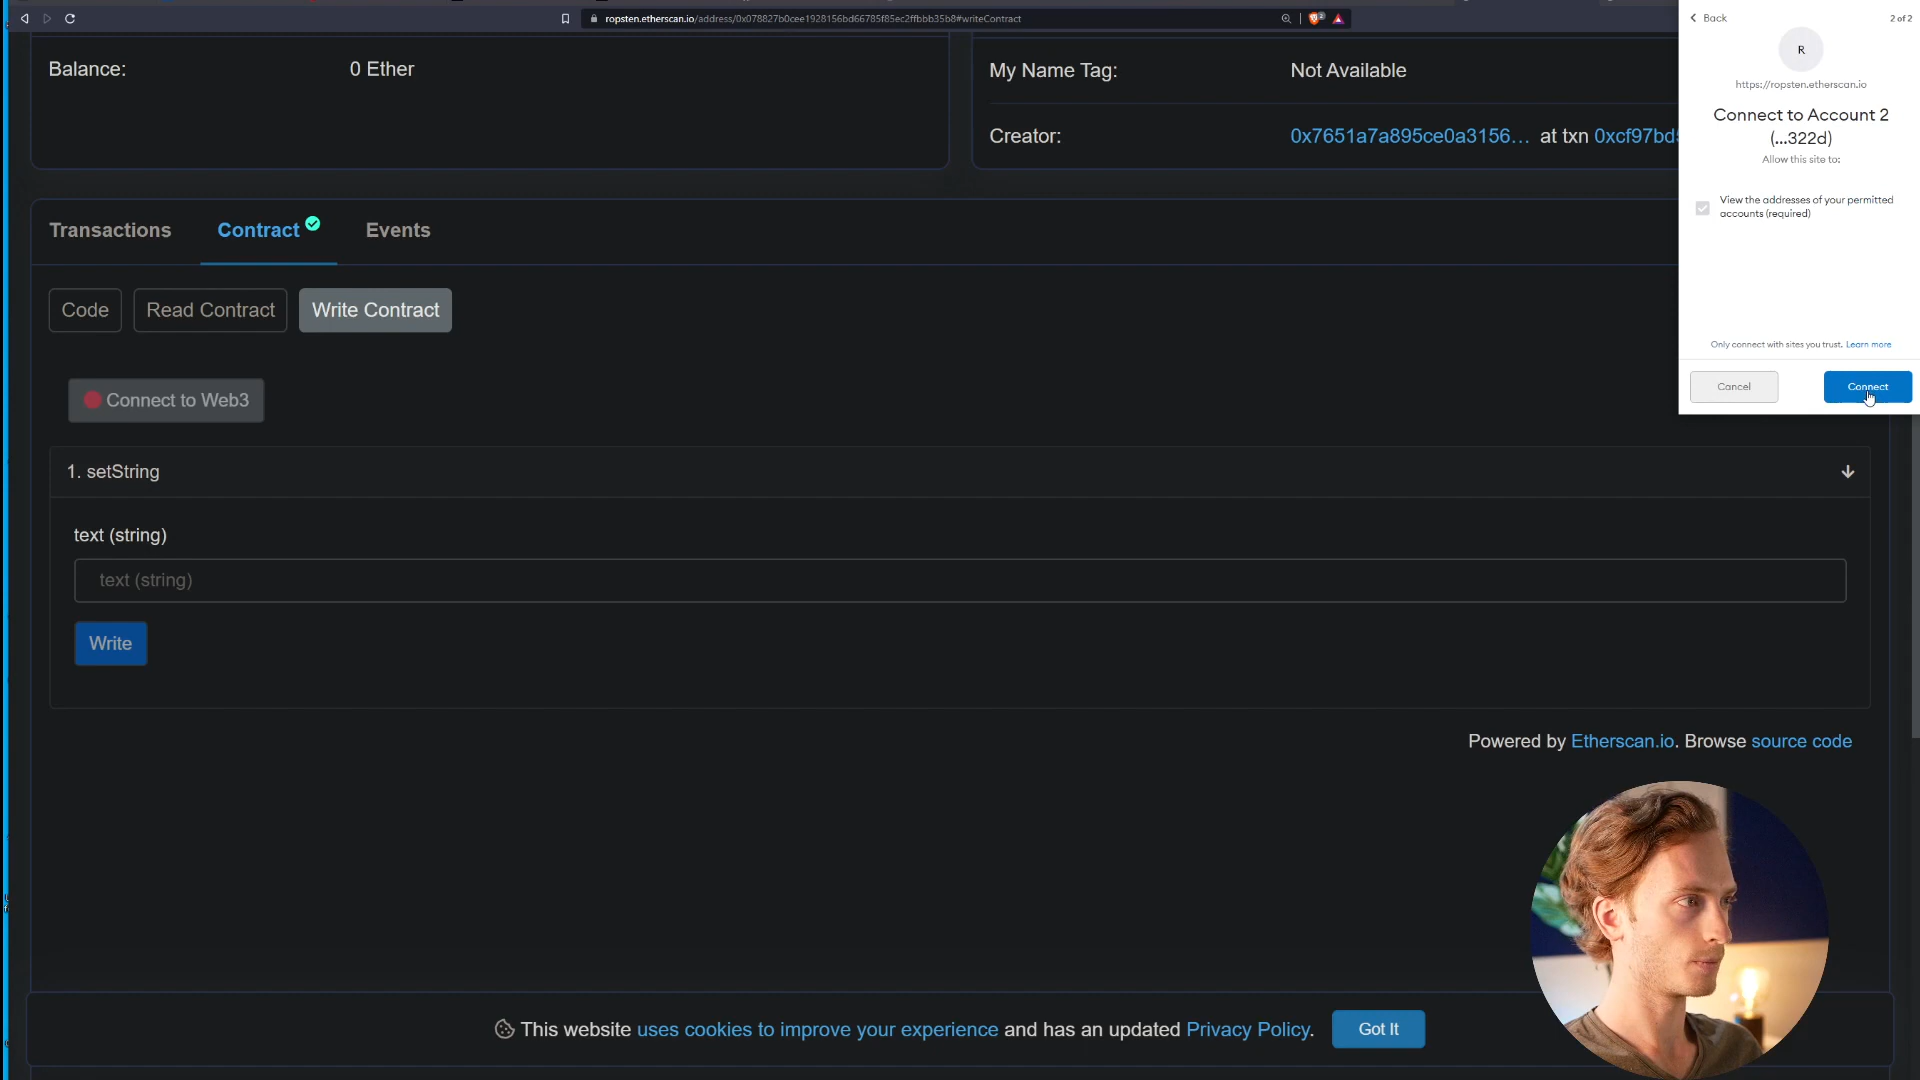 ropsten.etherscan.io/address/0x078827b0cee1928156bd66785f85ec2ffbbb35b8#writeContract
Balance:
0 Ether
My Name Tag:
Not Available
Creator:
0x7651a7a895ce0a3156... at txn 0xcf97bd
Transactions
Contract
Events
Code
Read Contract
Write Contract
Connect to Web3
1. setString
text (string)
text (string)
Write
Powered by Etherscan.io. Browse source code
This website uses cookies to improve your experience and has an updated Privacy Policy.
Got It
Back
2 of 2
R
https://ropsten.etherscan.io
Connect to Account 2
(...322d)
Allow this site to:
View the addresses of your permitted
accounts (required)
Only connect with sites you trust. Learn more
Cancel
Connect